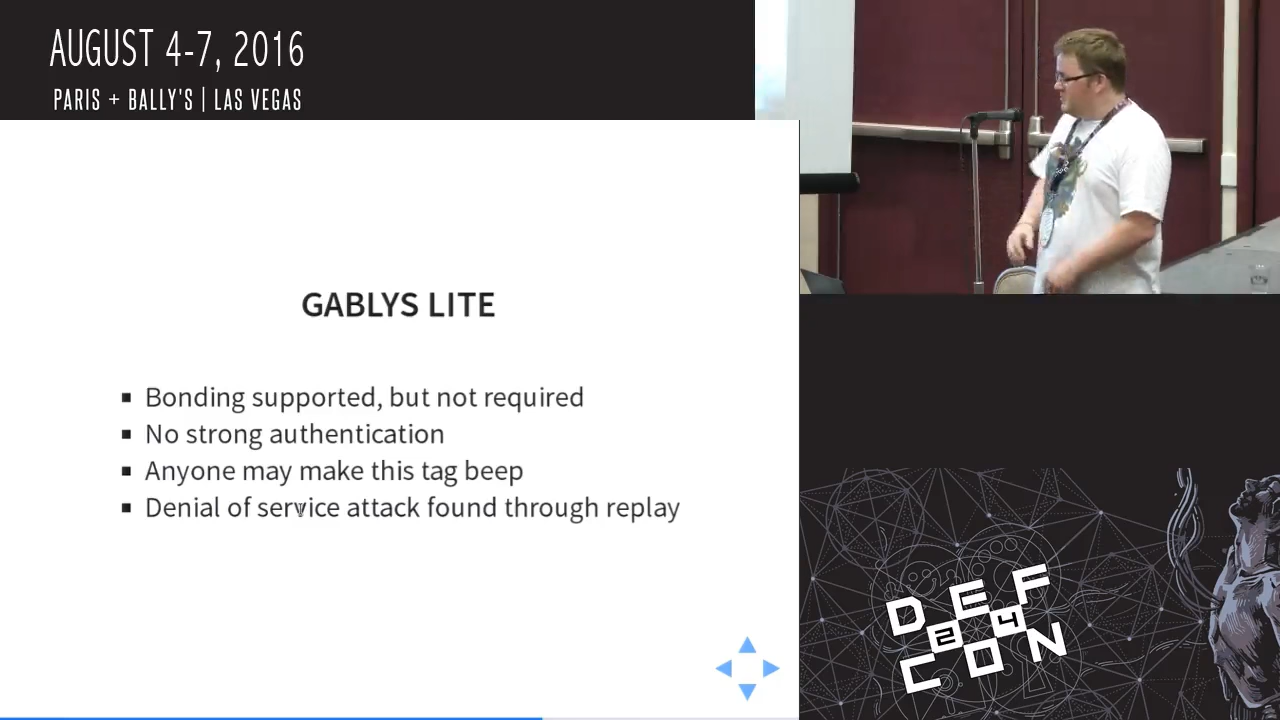 AUGUST 4-7, 2016
PARIS + BALLY'S | LAS VEGAS
GABLYS LITE
Bonding supported, but not required
No strong authentication
Anyone may make this tag beep
Denial of service attack found through replay
DEF
24
CON